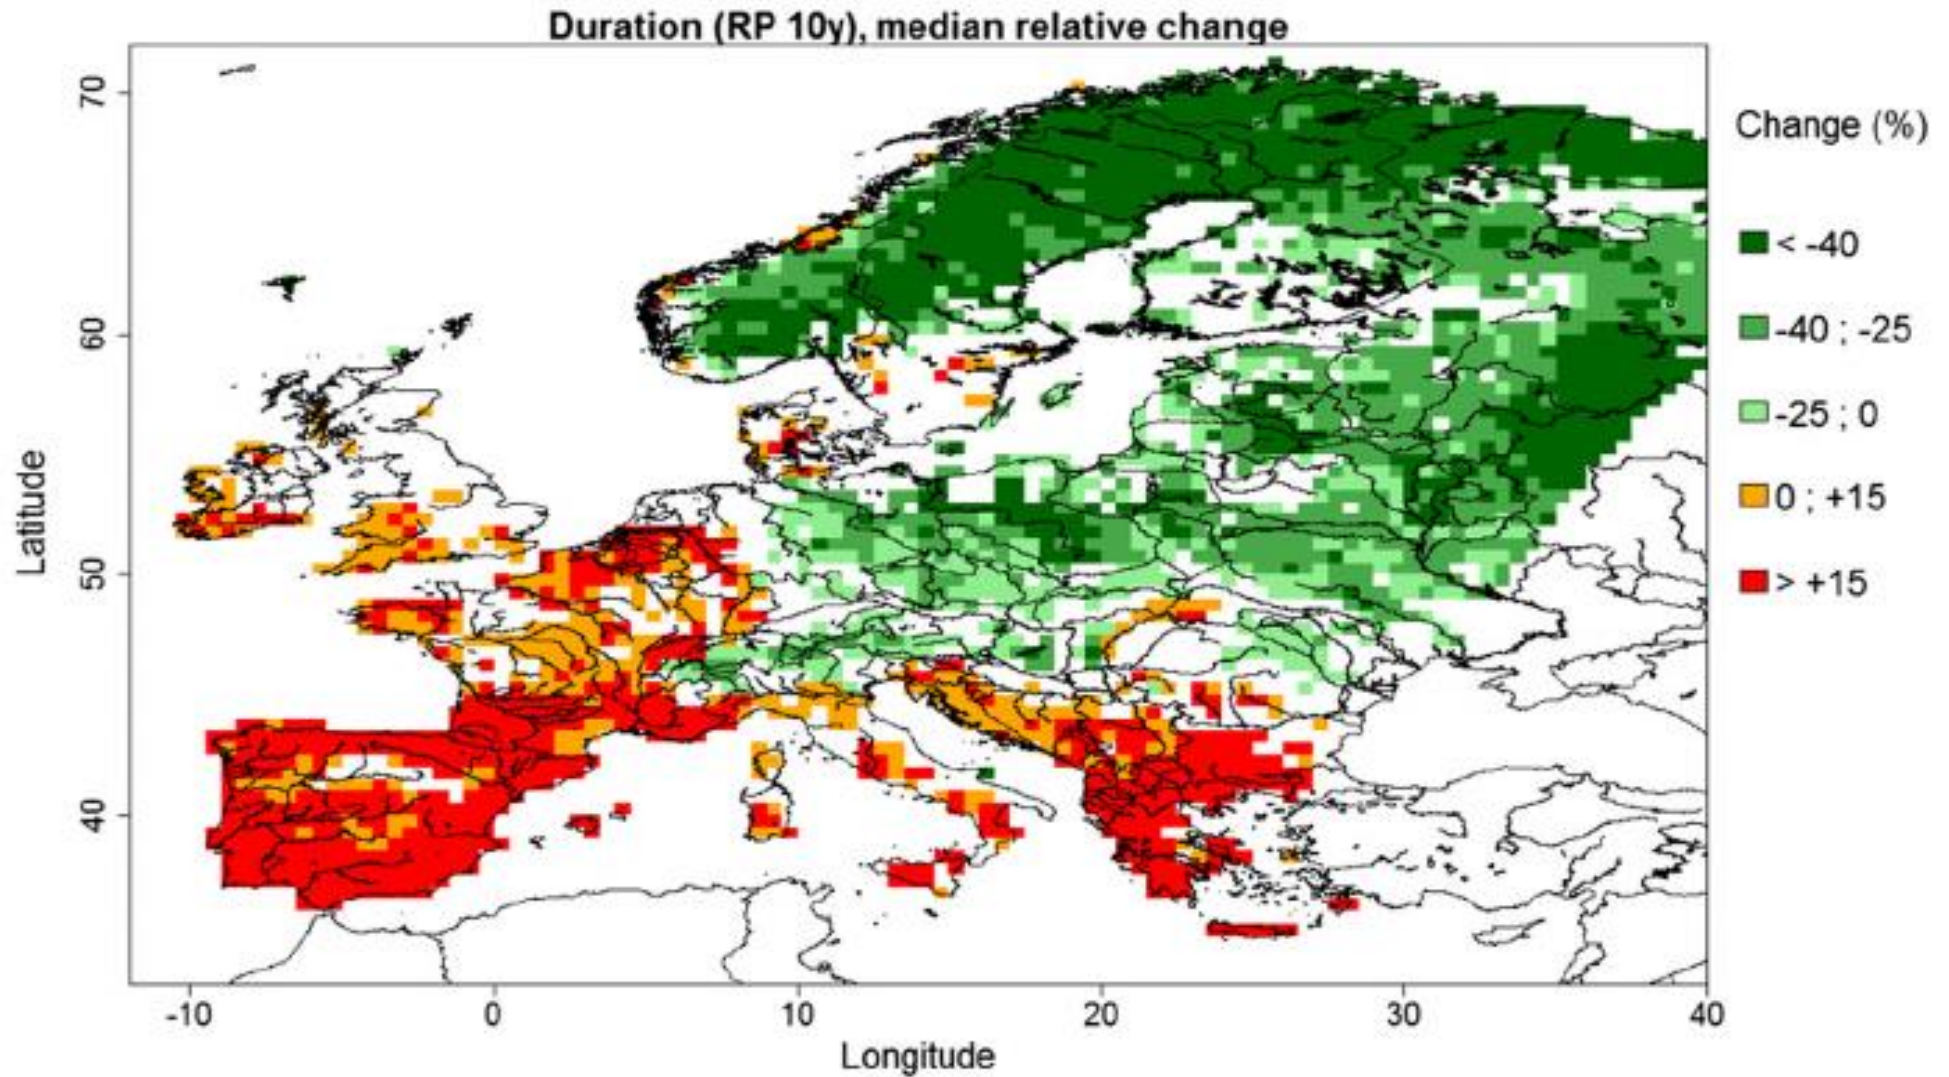 Duration (RP 10y), median relative change
Change (%)
< -40
-40 ; -25
-25 ; 0
0 ; +15
> +15
Latitude
70
60
50
40
-10
0
10
20
30
40
Longitude